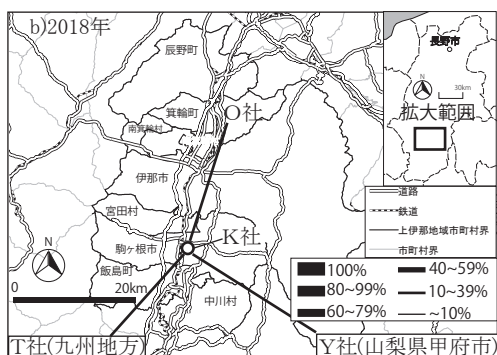 b)2018年
長野市
N
30km
拡大範囲
辰野町
箕輪町
南箕輪村
O社
伊那市
宮田村
K社
駒ヶ根市
飯島町
中川村
N
0 20km
道路
鉄道
上伊那地域市町村界
市町村界
100%
80~99%
60~79%
40~59%
10~39%
~10%
T社(九州地方)
Y社(山梨県甲府市)